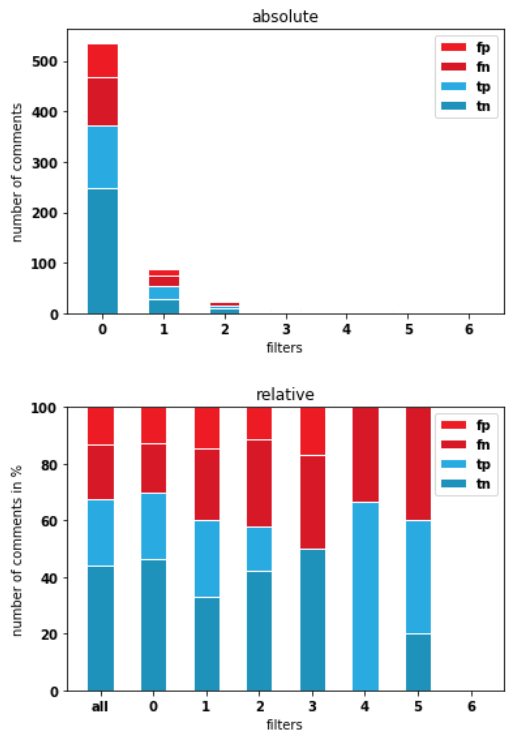 absolute
number of comments
500
400
300
200
100
0
fp
fn
tp
tn
0 1 2 3 4 5 6
filters
relative
number of comments in %
100
80
60
40
20
0
fp
fn
tp
tn
all 0 1 2 3 4 5 6
filters